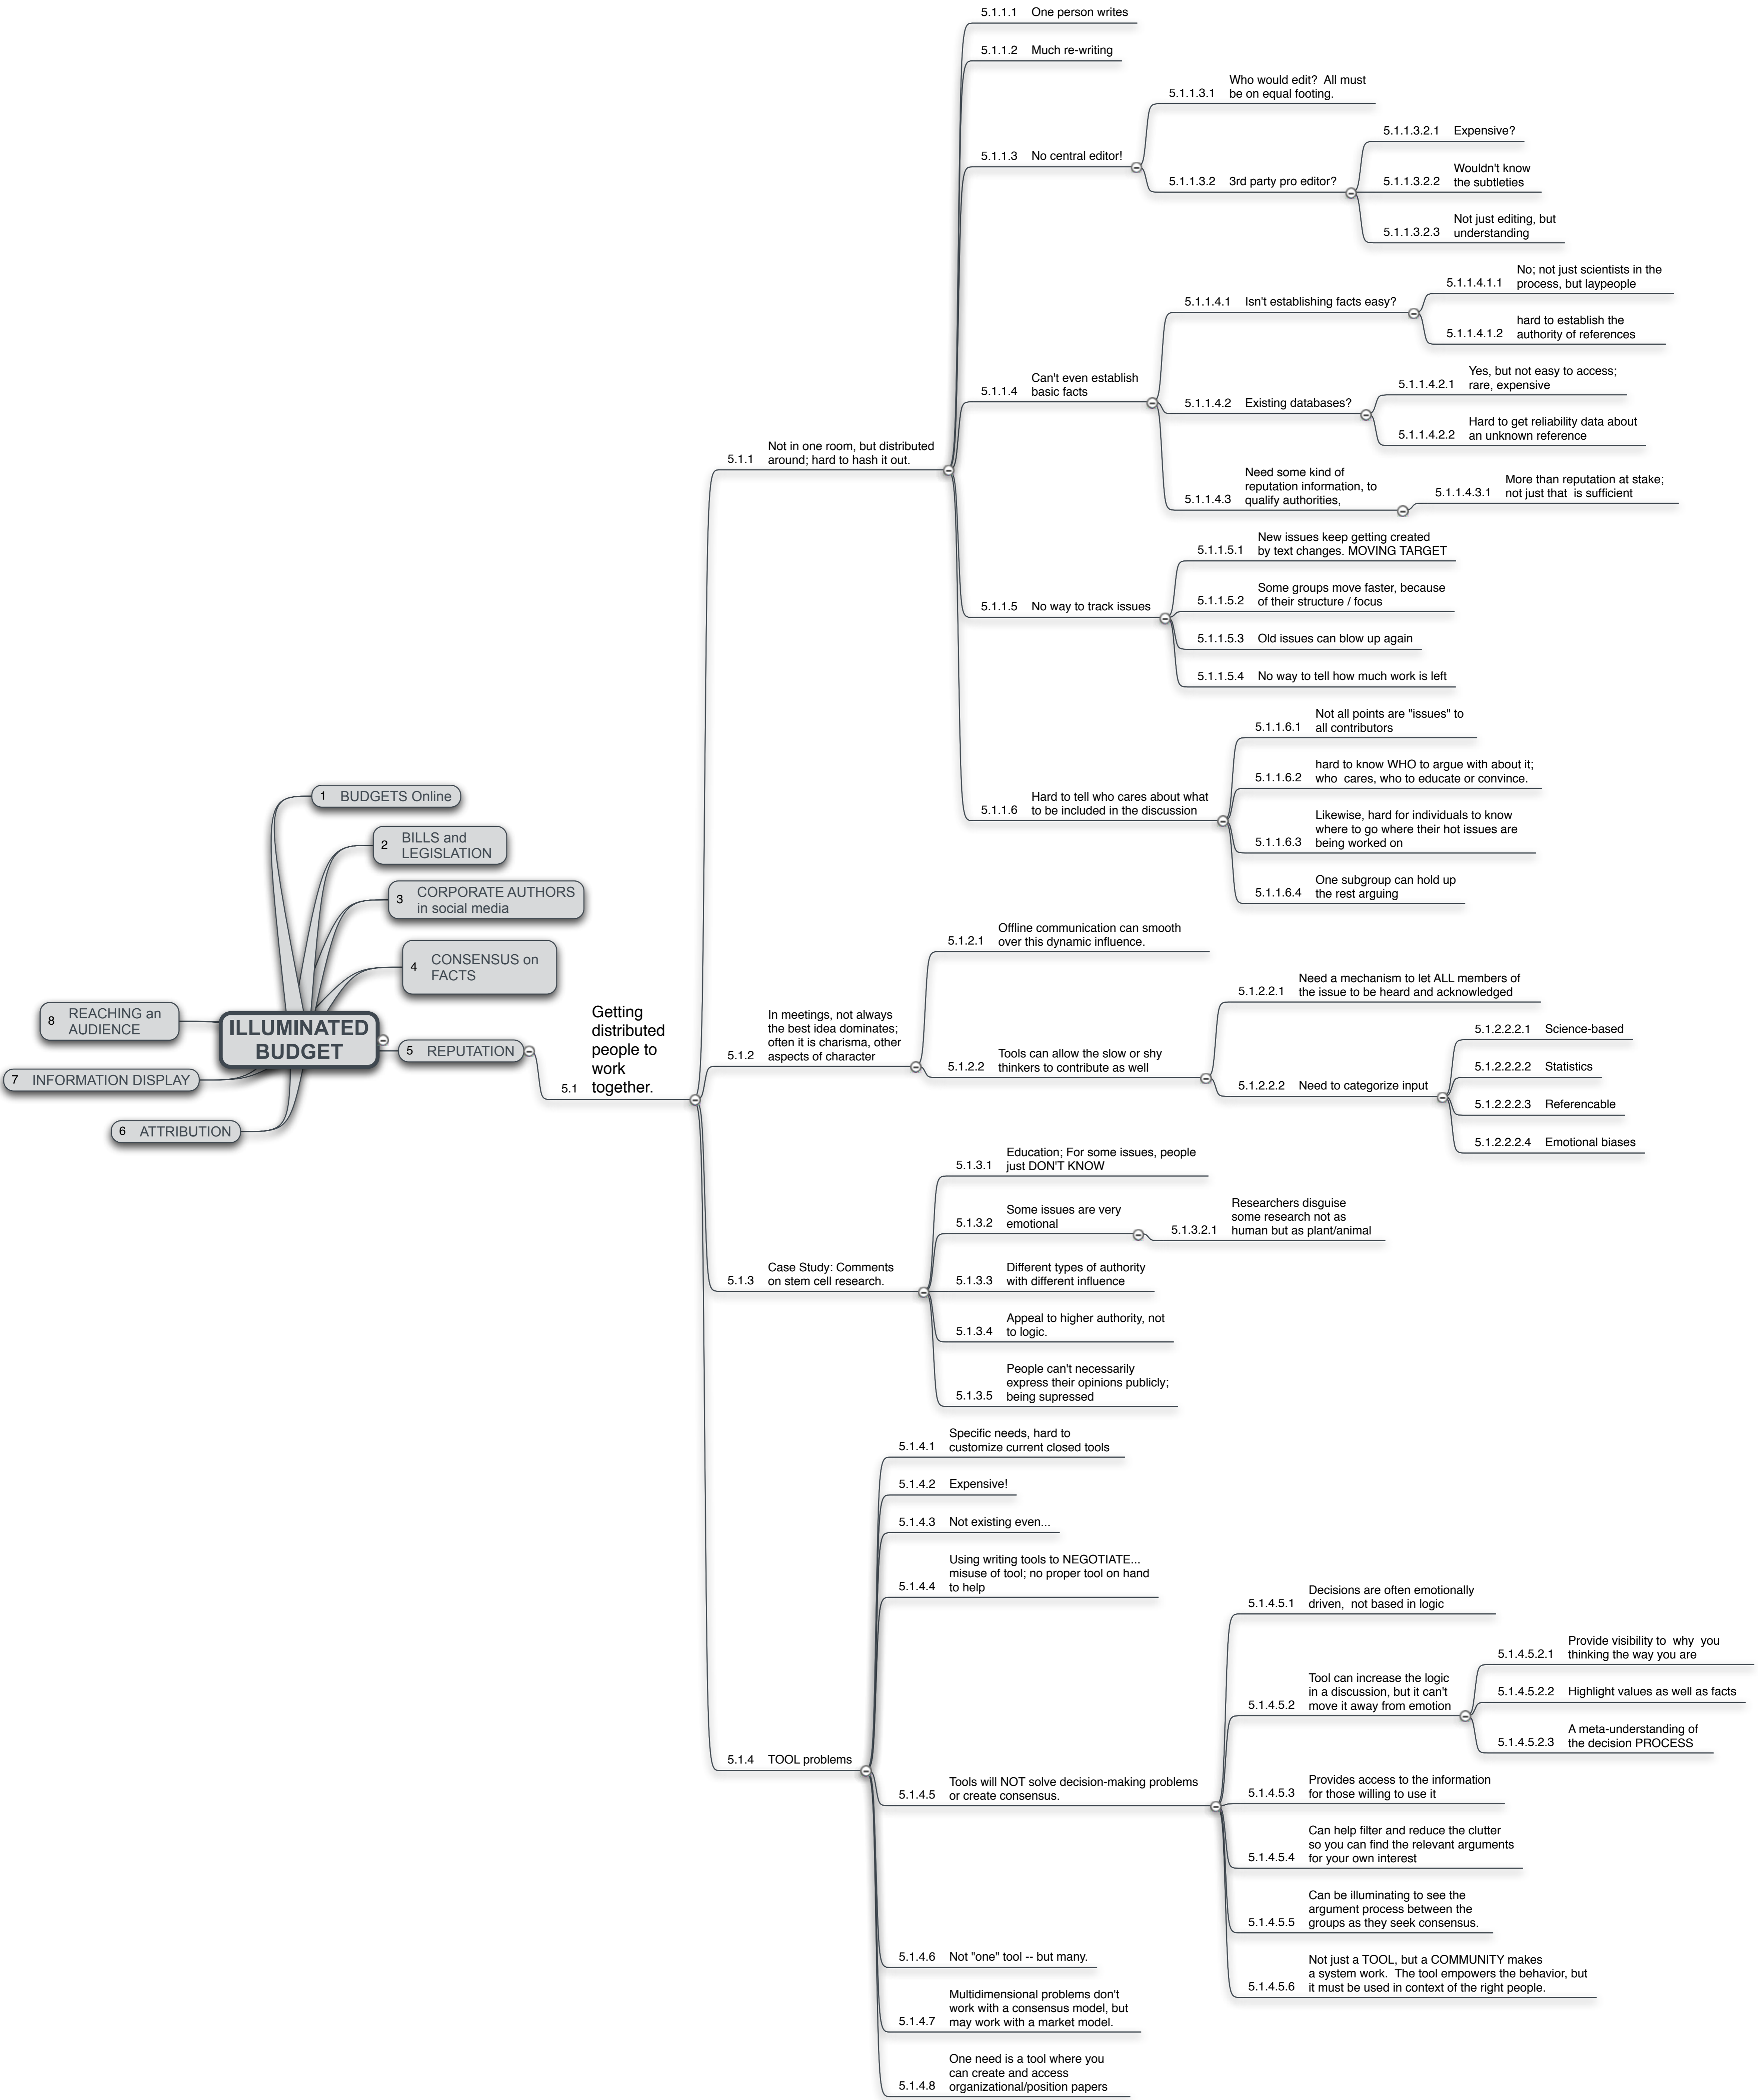 ILLUMINATED
BUDGET
1 BUDGETS Online
2 BILLS and
LEGISLATION
3 CORPORATE AUTHORS
in social media
4 CONSENSUS on
FACTS
5 REPUTATION
5.1 Getting
distributed
people to
work
together.
5.1.1 Not in one room, but distributed
around; hard to hash it out.
5.1.1.1 One person writes
5.1.1.2 Much re-writing
5.1.1.3 No central editor!
5.1.1.3.1 Who would edit?  All must
be on equal footing.
5.1.1.3.2 3rd party pro editor?
5.1.1.3.2.1 Expensive?
5.1.1.3.2.2 Wouldn't know
the subtleties
5.1.1.3.2.3 Not just editing, but
understanding
5.1.1.4 Can't even establish
basic facts
5.1.1.4.1 Isn't establishing facts easy?
5.1.1.4.1.1 No; not just scientists in the
process, but laypeople
5.1.1.4.1.2 hard to establish the
authority of references
5.1.1.4.2 Existing databases?
5.1.1.4.2.1 Yes, but not easy to access;
rare, expensive
5.1.1.4.2.2 Hard to get reliability data about
an unknown reference
5.1.1.4.3 Need some kind of
reputation information, to
qualify authorities,
5.1.1.4.3.1 More than reputation at stake;
not just that  is sufficient
5.1.1.5 No way to track issues
5.1.1.5.1 New issues keep getting created
by text changes. MOVING TARGET
5.1.1.5.2 Some groups move faster, because
of their structure / focus
5.1.1.5.3 Old issues can blow up again
5.1.1.5.4 No way to tell how much work is left
5.1.1.6 Hard to tell who cares about what
to be included in the discussion
5.1.1.6.1 Not all points are "issues" to
all contributors
5.1.1.6.2 hard to know WHO to argue with about it;
who  cares, who to educate or convince.
5.1.1.6.3 Likewise, hard for individuals to know
where to go where their hot issues are
being worked on
5.1.1.6.4 One subgroup can hold up
the rest arguing
5.1.2 In meetings, not always
the best idea dominates;
often it is charisma, other
aspects of character
5.1.2.1 Offline communication can smooth
over this dynamic influence.
5.1.2.2 Tools can allow the slow or shy
thinkers to contribute as well
5.1.2.2.1 Need a mechanism to let ALL members of
the issue to be heard and acknowledged
5.1.2.2.2 Need to categorize input
5.1.2.2.2.1 Science-based
5.1.2.2.2.2 Statistics
5.1.2.2.2.3 Referencable
5.1.2.2.2.4 Emotional biases
5.1.3 Case Study: Comments
on stem cell research.
5.1.3.1 Education; For some issues, people
just DON'T KNOW
5.1.3.2 Some issues are very
emotional
5.1.3.2.1 Researchers disguise
some research not as
human but as plant/animal
5.1.3.3 Different types of authority
with different influence
5.1.3.4 Appeal to higher authority, not
to logic.
5.1.3.5 People can't necessarily
express their opinions publicly;
being supressed
5.1.4 TOOL problems
5.1.4.1 Specific needs, hard to
customize current closed tools
5.1.4.2 Expensive!
5.1.4.3 Not existing even...
5.1.4.4 Using writing tools to NEGOTIATE...
misuse of tool; no proper tool on hand
to help
5.1.4.5 Tools will NOT solve decision-making problems
or create consensus.
5.1.4.5.1 Decisions are often emotionally
driven,  not based in logic
5.1.4.5.2 Tool can increase the logic
in a discussion, but it can't
move it away from emotion
5.1.4.5.2.1 Provide visibility to  why  you
thinking the way you are
5.1.4.5.2.2 Highlight values as well as facts
5.1.4.5.2.3 A meta-understanding of
the decision PROCESS
5.1.4.5.3 Provides access to the information
for those willing to use it
5.1.4.5.4 Can help filter and reduce the clutter
so you can find the relevant arguments
for your own interest
5.1.4.5.5 Can be illuminating to see the
argument process between the
groups as they seek consensus.
5.1.4.5.6 Not just a TOOL, but a COMMUNITY makes
a system work.  The tool empowers the behavior, but
it must be used in context of the right people.
5.1.4.6 Not "one" tool -- but many.
5.1.4.7 Multidimensional problems don't
work with a consensus model, but
may work with a market model.
5.1.4.8 One need is a tool where you
can create and access
organizational/position papers
6 ATTRIBUTION
7 INFORMATION DISPLAY
8 REACHING an
AUDIENCE